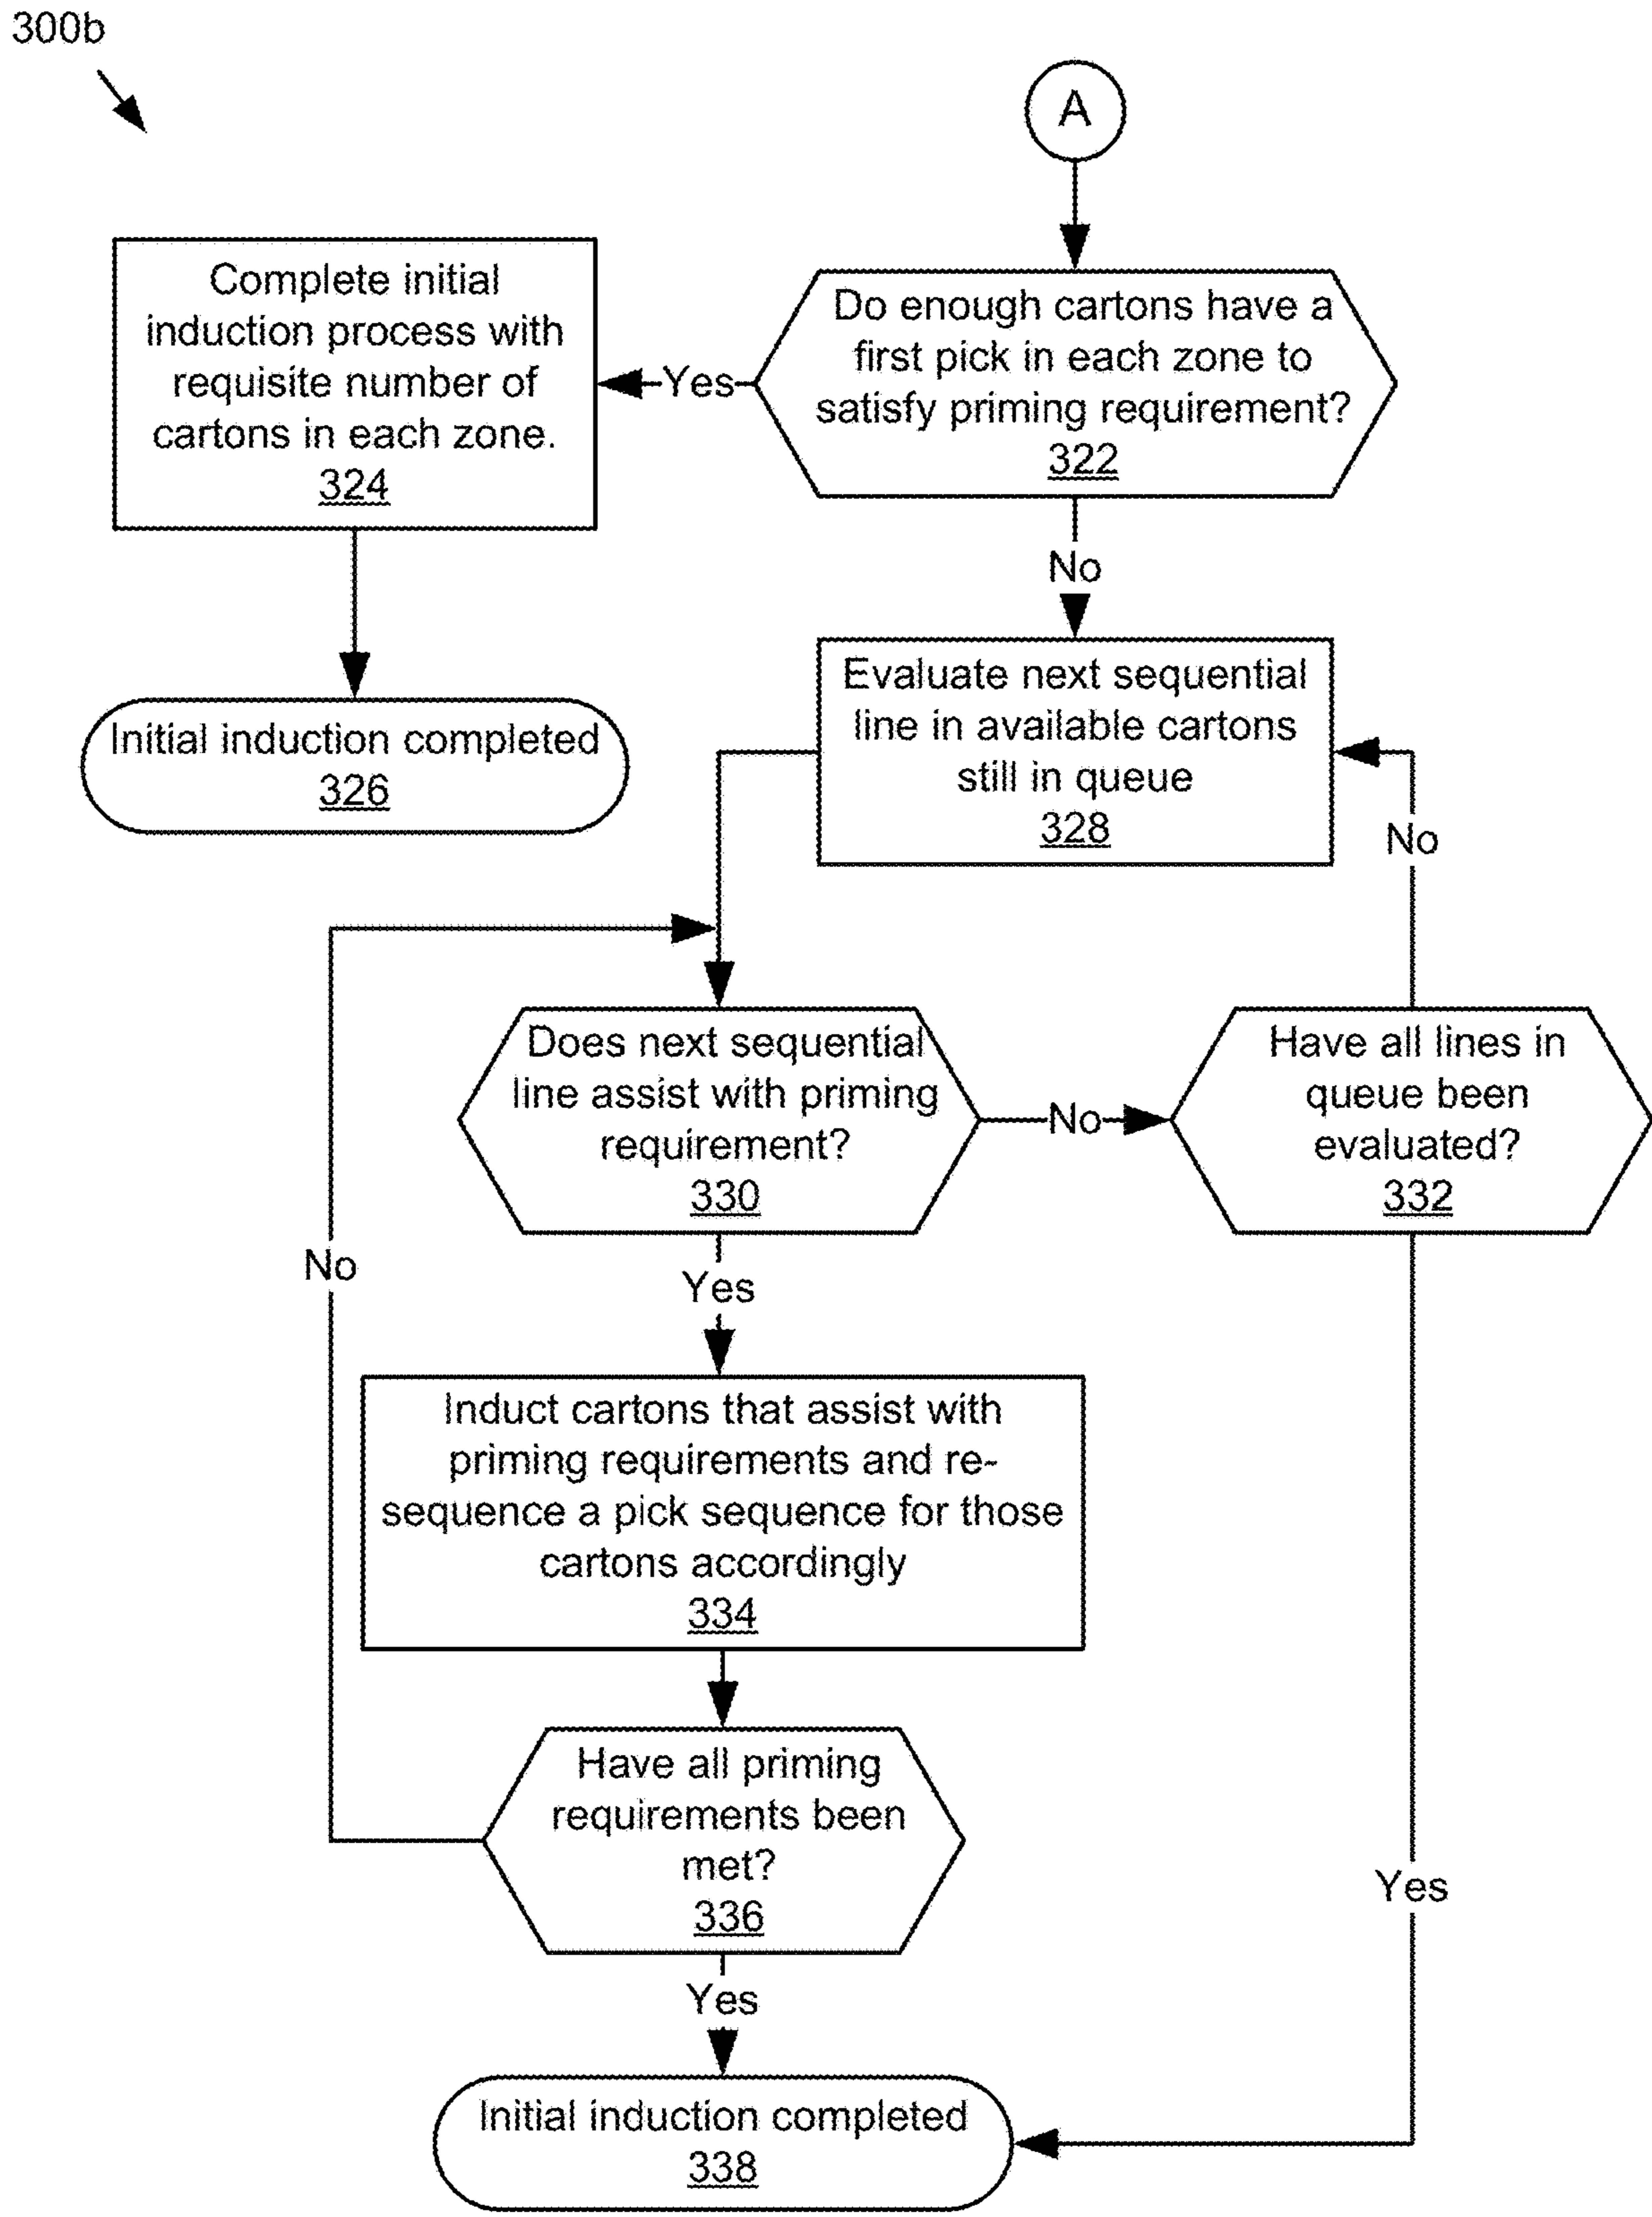 300b
A
Complete initial
induction process with
requisite number of
cartons in each zone.
324
Yes
Do enough cartons have a
first pick in each zone to
satisfy priming requirement?
322
No
Initial induction completed
326
Evaluate next sequential
line in available cartons
still in queue
328
No
Does next sequential
line assist with priming
requirement?
330
No
Have all lines in
queue been
evaluated?
332
No
Yes
Induct cartons that assist with
priming requirements and re-
sequence a pick sequence for those
cartons accordingly
334
Have all priming
requirements been
met?
336
Yes
Yes
Initial induction completed
338